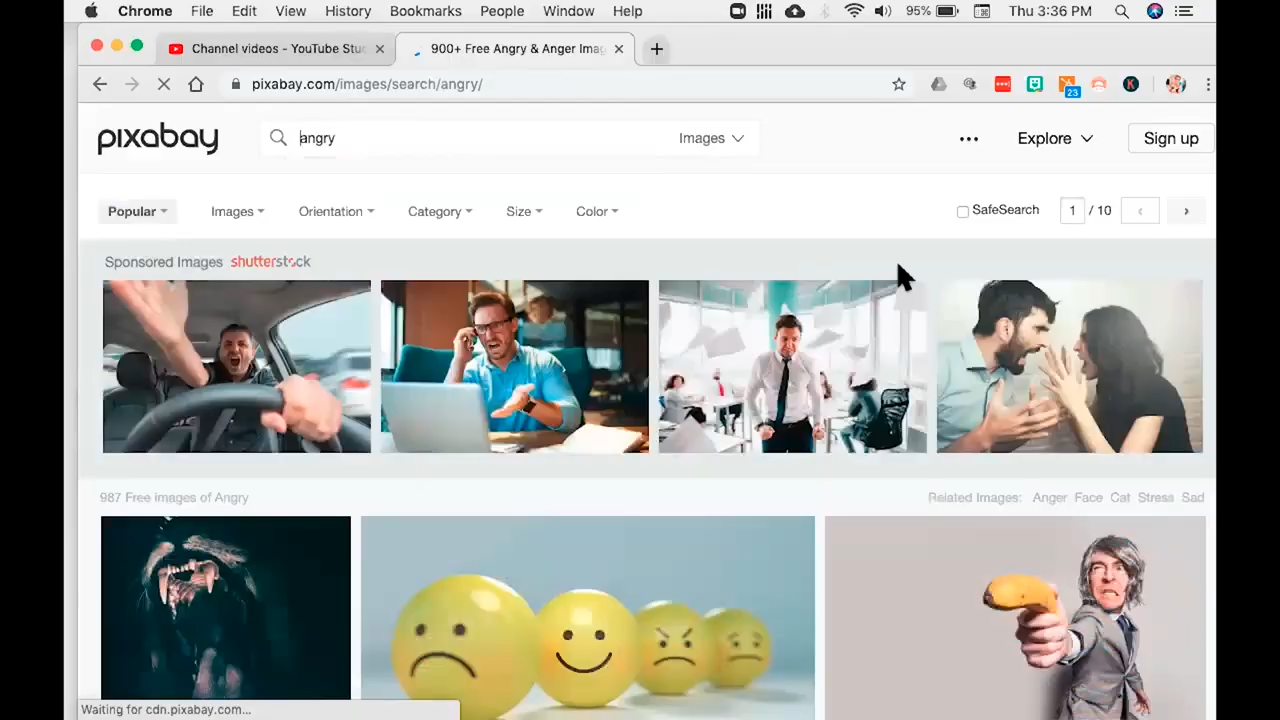 Chrome File Edit View History Bookmarks People Window Help 95% Thu 3:36 PM
Channel videos - YouTube Stu 900+ Free Angry & Anger Imag
pixabay.com/images/search/angry/
23
K
pixabay angry Images Explore Sign up
Popular Images Orientation Category Size Color SafeSearch 1 / 10
Sponsored Images shutterstock
987 Free images of Angry Related Images: Anger Face Cat Stress Sad
Waiting for cdn.pixabay.com...